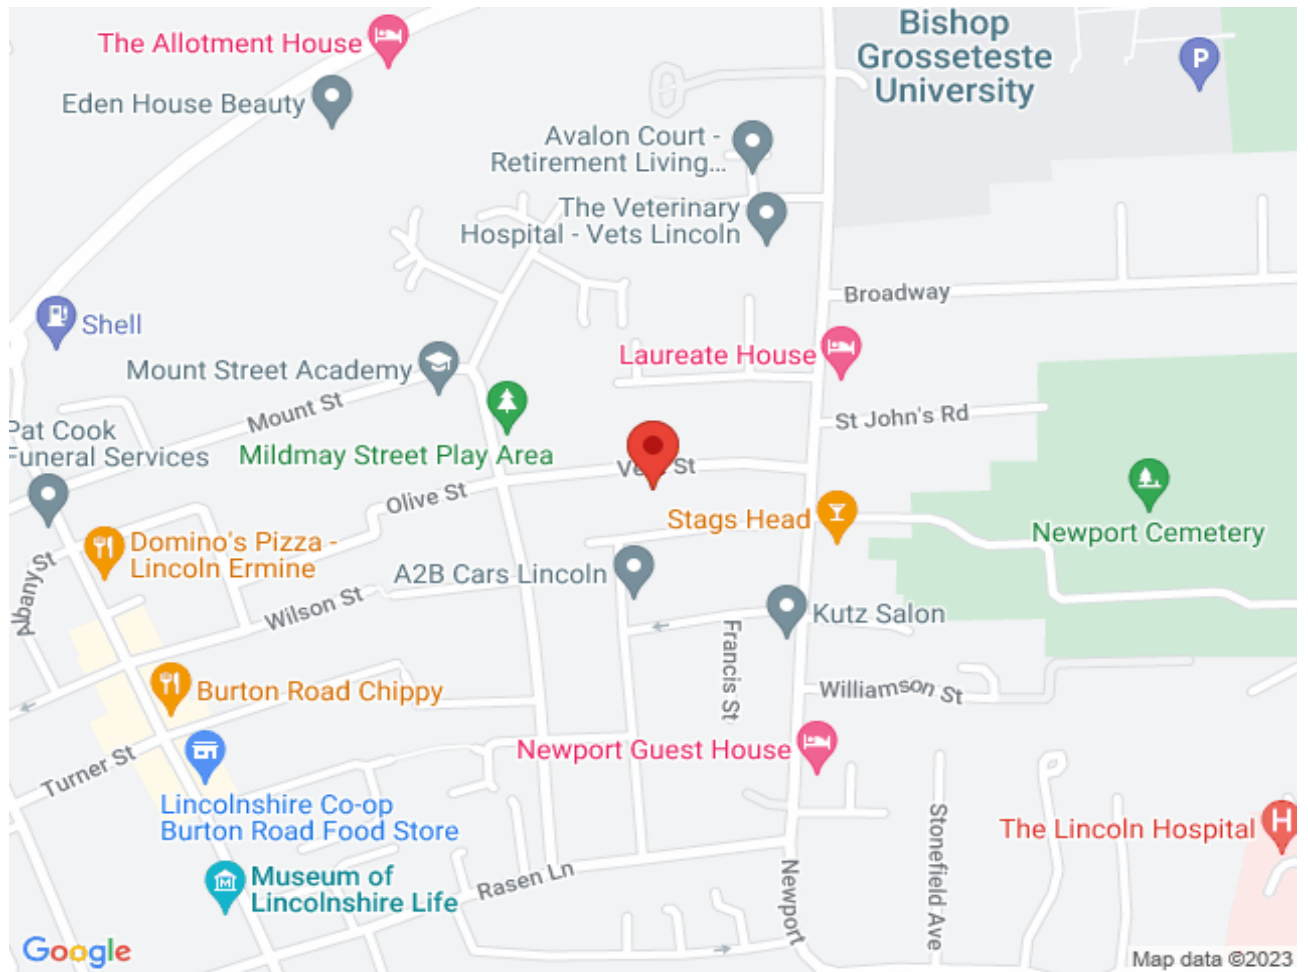 The Allotment House
Eden House Beauty
Bishop
Grosseteste
University
P
Avalon Court -
Retirement Living...
The Veterinary
Hospital - Vets Lincoln
Broadway
Shell
Laureate House
Mount Street Academy
Mount St
St John's Rd
Pat Cook
Funeral Services
Mildmay Street Play Area
St
Olive St
Stags Head
Newport Cemetery
Domino's Pizza -
Lincoln Ermine
A2B Cars Lincoln
Albany St
Wilson St
Kutz Salon
Francis St
Burton Road Chippy
Williamson St
Newport Guest House
Turner St
Lincolnshire Co-op
Burton Road Food Store
Stonefield Ave
The Lincoln Hospital
H
Museum of
Lincolnshire Life
Rasen Ln
Newport
Google
Map data ©2023